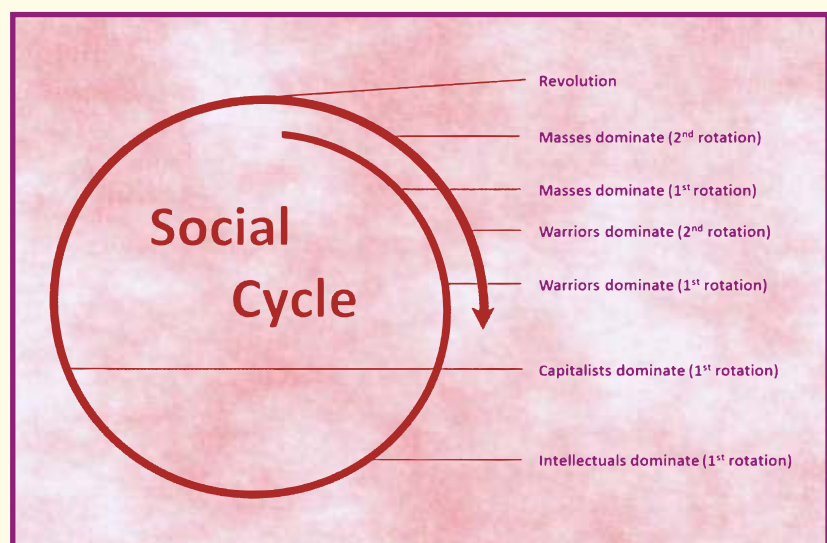 Social
Cycle
Revolution
Masses dominate (2nd rotation)
Masses dominate (1st rotation)
Warriors dominate (2nd rotation)
Warriors dominate (1st rotation)
Capitalists dominate (1st rotation)
Intellectuals dominate (1st rotation)